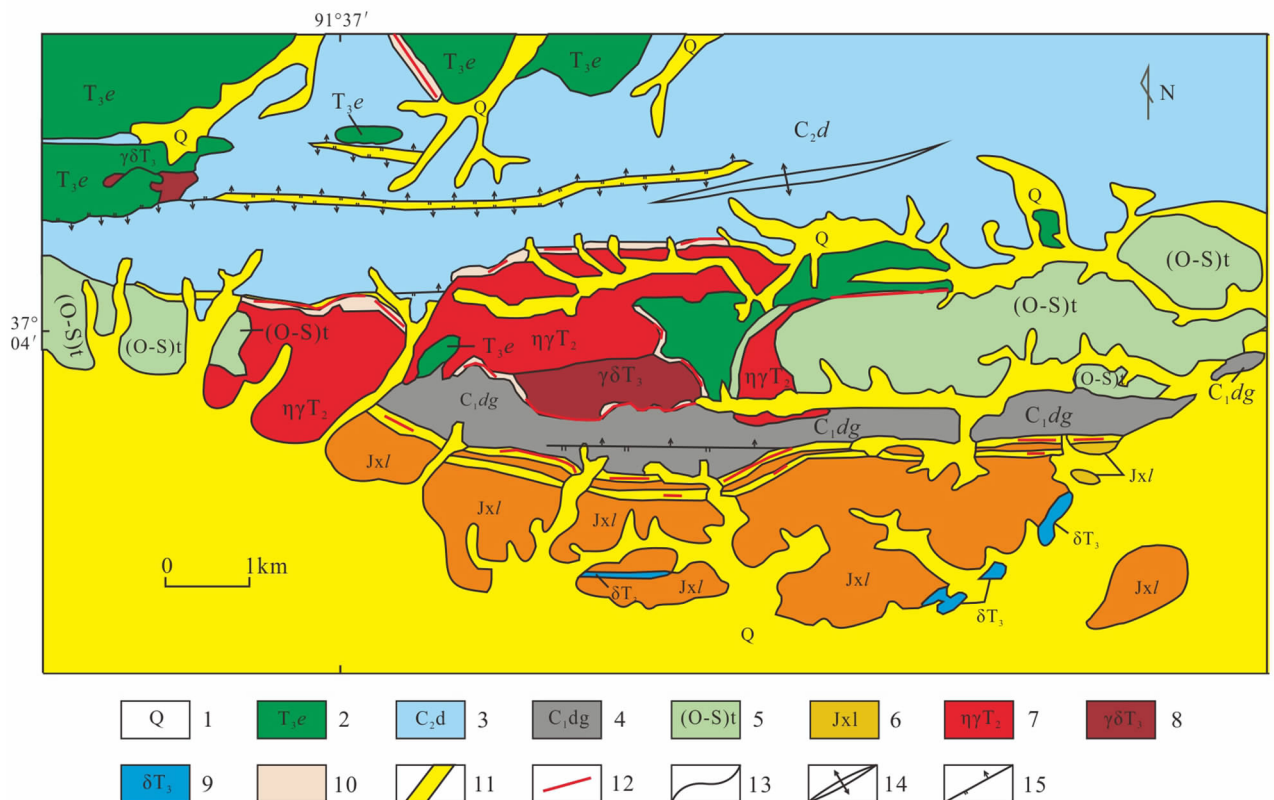 91°37′
T₃e
T₃e
T₃e
Q
Q
T₃e
C₂d
N
Q
γδT₃
T₃e
Q
Q
(O-S)t
(O-S)t
(O-S)t
37°
04′
(O-S)t
(O-S)t
T₃e
ηγT₂
γδT₃
ηγT₂
(O-S)t
C₁dg
ηγT₂
C₁dg
C₁dg
C₁dg
Jxl
Jxl
Jxl
Jxl
δT₃
0 1km
Jxl
Jxl
Jxl
δT₃
δT₃
Q
Q 1 T₃e 2 C₂d 3 C₁dg 4 (O-S)t 5 Jxl 6 ηγT₂ 7 γδT₃ 8
δT₃ 9 10 11 12 13 14 15